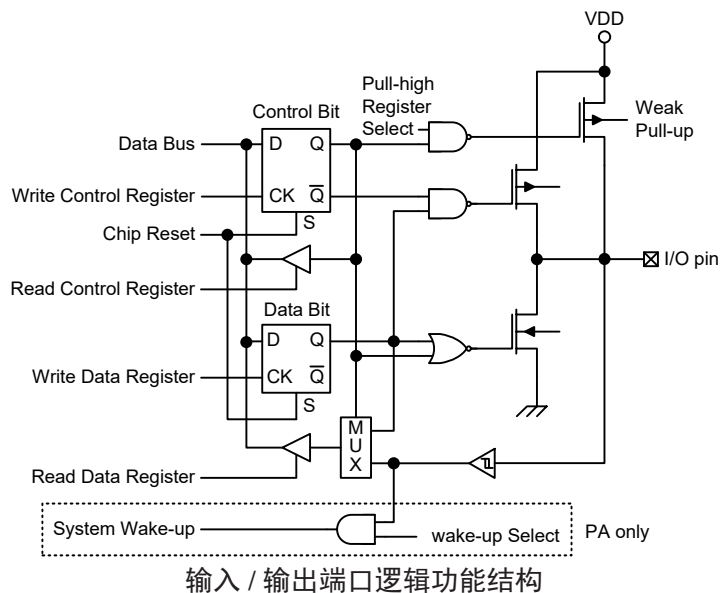 VDD
Pull-high
Register
Select
Weak
Pull-up
Control Bit
Data Bus
D
Q
Write Control Register
CK
Q
S
Chip Reset
I/O pin
Read Control Register
Data Bit
D
Q
Write Data Register
CK
Q
S
M
U
X
Read Data Register
System Wake-up
wake-up Select
PA only
输入 / 输出端口逻辑功能结构